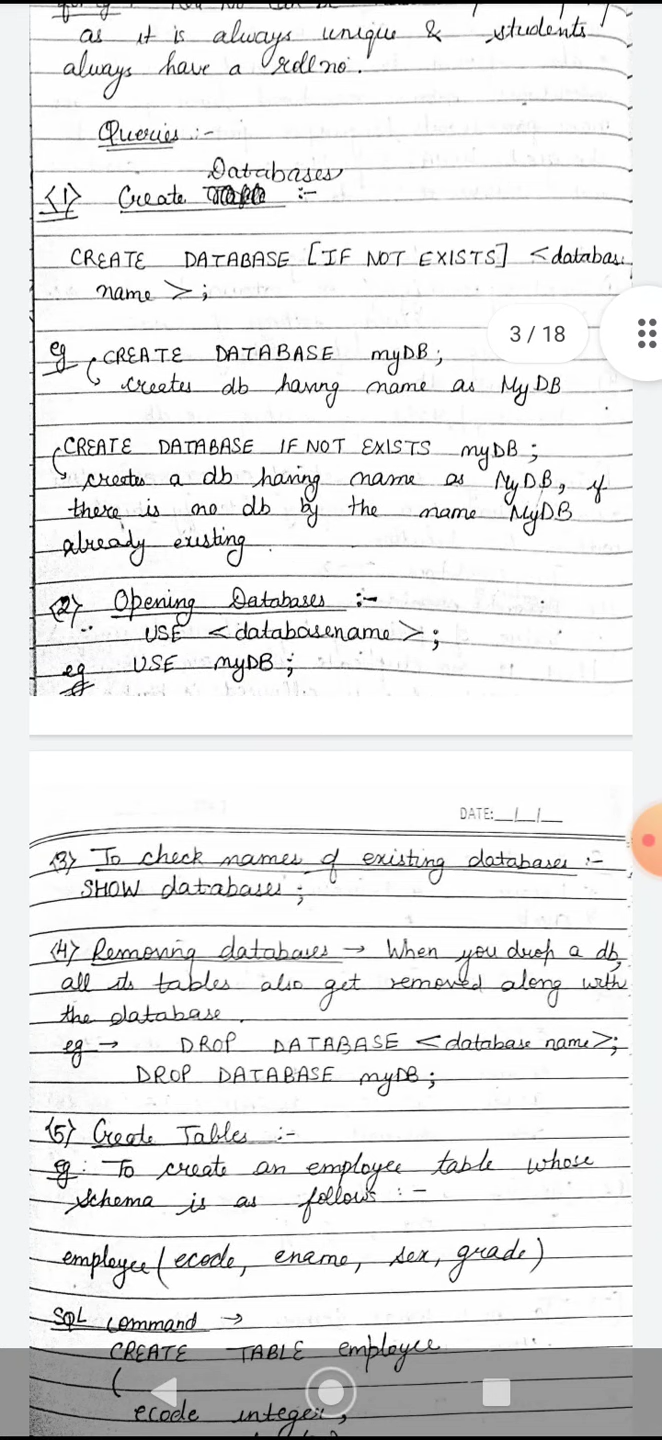 as it is always unique & students
always have a roll no.
Queries :-
Databases
<1> Create :-
CREATE DATABASE [IF NOT EXISTS] <databas
name >;
3 / 18
eg CREATE DATABASE myDB;
creates db having name as MyDB
CREATE DATABASE IF NOT EXISTS myDB;
creates a db having name as MyDB, if
there is no db by the name MyDB
already existing.
<2> Opening Databases :-
USE <databasename>;
eg USE myDB;
DATE:__/__/__
<3> To check names of existing databases :-
SHOW databases;
<4> Removing databases → When you drop a db,
all its tables also get removed along with
the database.
eg → DROP DATABASE <database name>;
DROP DATABASE myDB;
<5> Create Tables :-
eg: To create an employee table whose
schema is as follows :-
employee(ecode, ename, sex, grade)
SQL command →
CREATE TABLE employee
(
ecode integer,